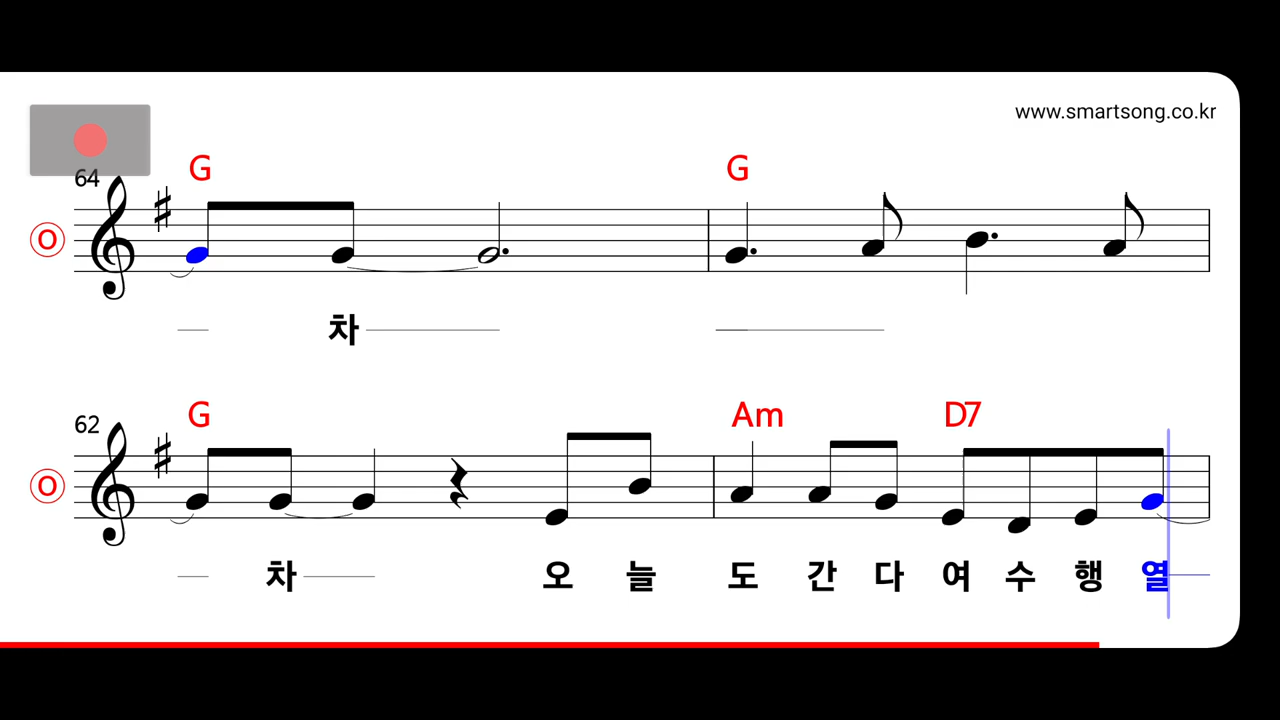 www.smartsong.co.kr
64
G G
O
차
62
G Am D7
O
차 오 늘 도 간 다 여 수 행 열